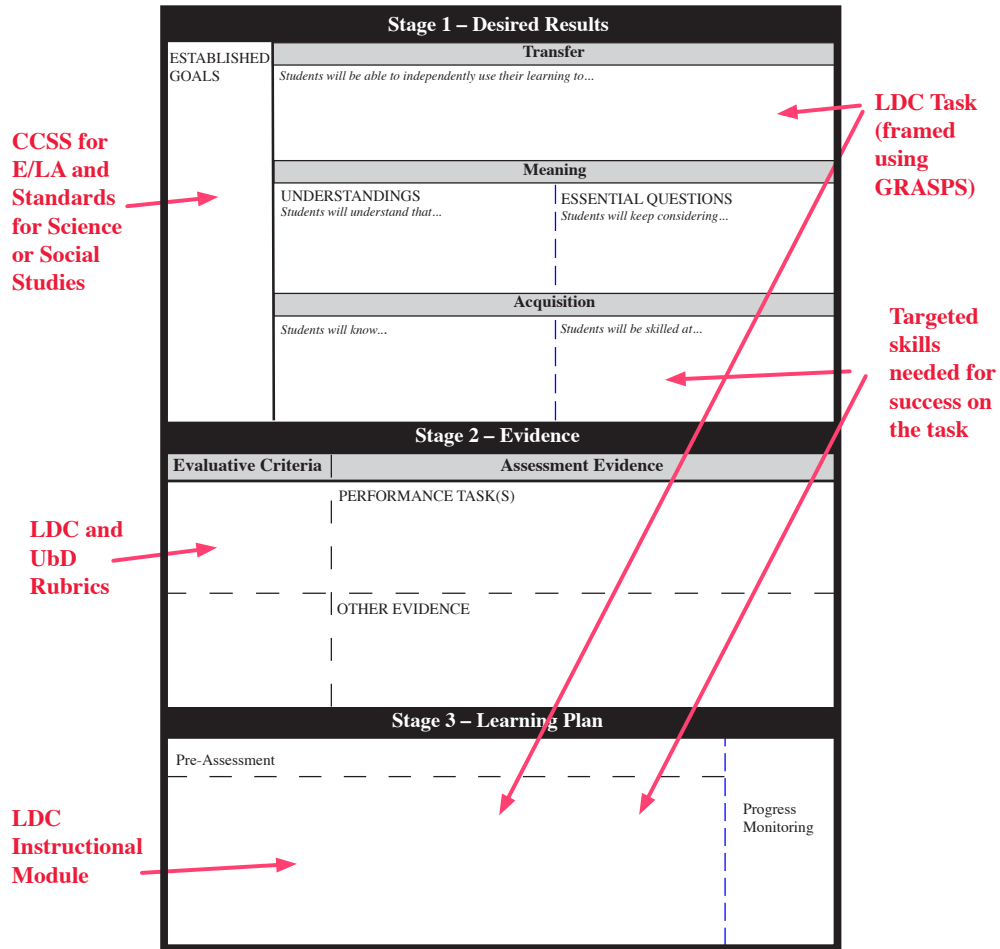 Stage 1 – Desired Results
ESTABLISHED
GOALS
Transfer
Students will be able to independently use their learning to…
Meaning
UNDERSTANDINGS
Students will understand that…
ESSENTIAL QUESTIONS
Students will keep considering…
Acquisition
Students will know...
Students will be skilled at…
CCSS for
E/LA and
Standards
for Science
or Social
Studies
LDC Task
(framed
using
GRASPS)
Targeted
skills
needed for
success on
the task
Stage 2 – Evidence
Evaluative Criteria
Assessment Evidence
PERFORMANCE TASK(S)
OTHER EVIDENCE
LDC and
UbD
Rubrics
Stage 3 – Learning Plan
Pre-Assessment
Progress
Monitoring
LDC
Instructional
Module